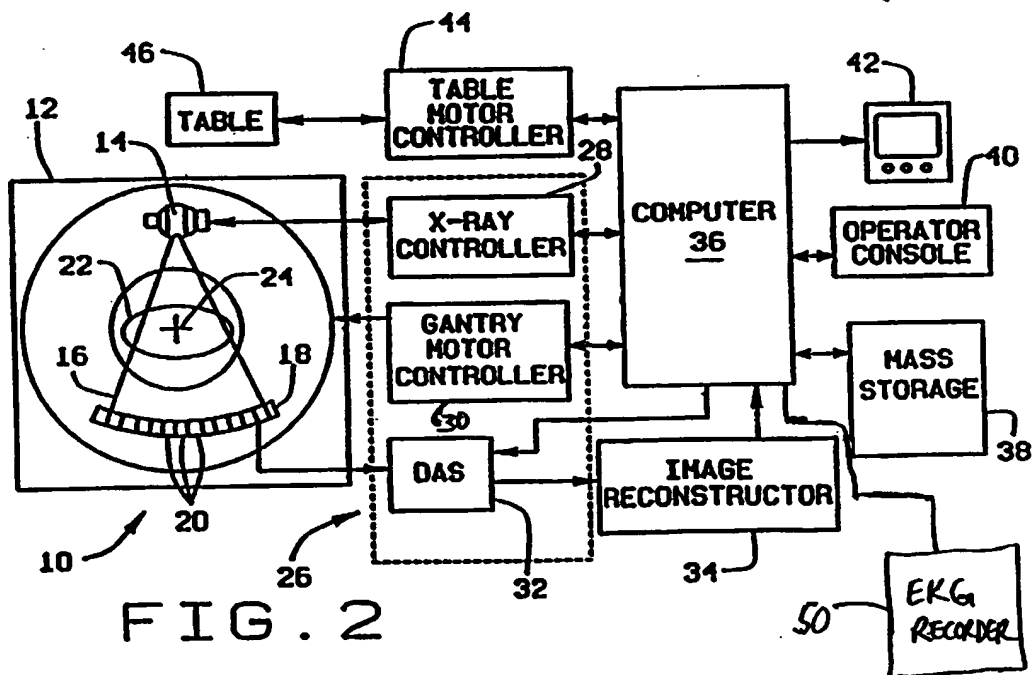 44
46
TABLE
MOTOR
CONTROLLER
TABLE
42
12
14
28
40
X-RAY
CONTROLLER
COMPUTER
36
OPERATOR
CONSOLE
22
24
GANTRY
MOTOR
CONTROLLER
30
16
18
MASS
STORAGE
38
DAS
IMAGE
RECONSTRUCTOR
20
10
26
32
34
50
EKG
RECORDER
FIG. 2